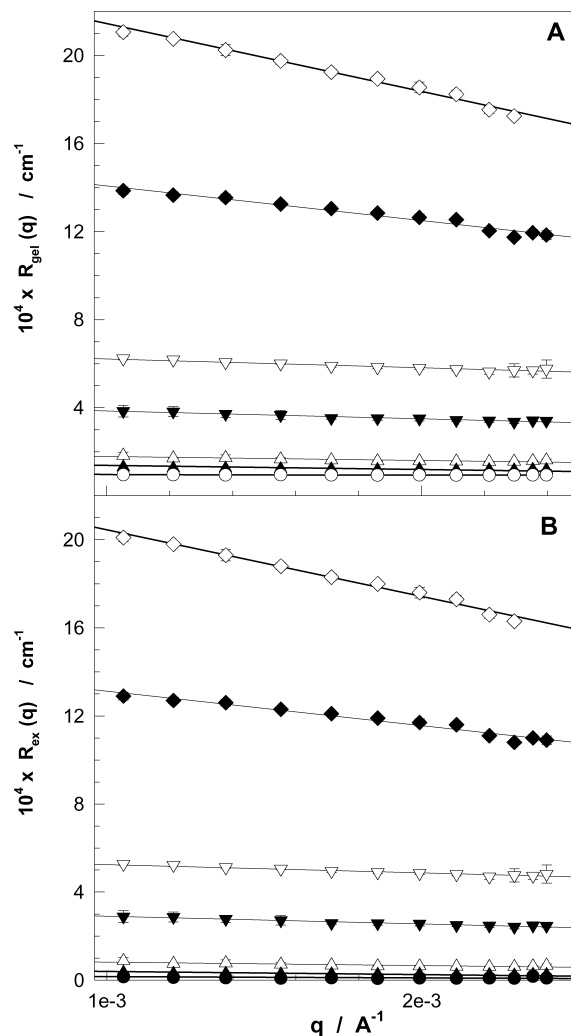 A
20
16
12
8
4
10⁴ x R_gel (q) / cm⁻¹
B
20
16
12
8
4
0
10⁴ x R_ex (q) / cm⁻¹
1e-3 2e-3
q / A⁻¹